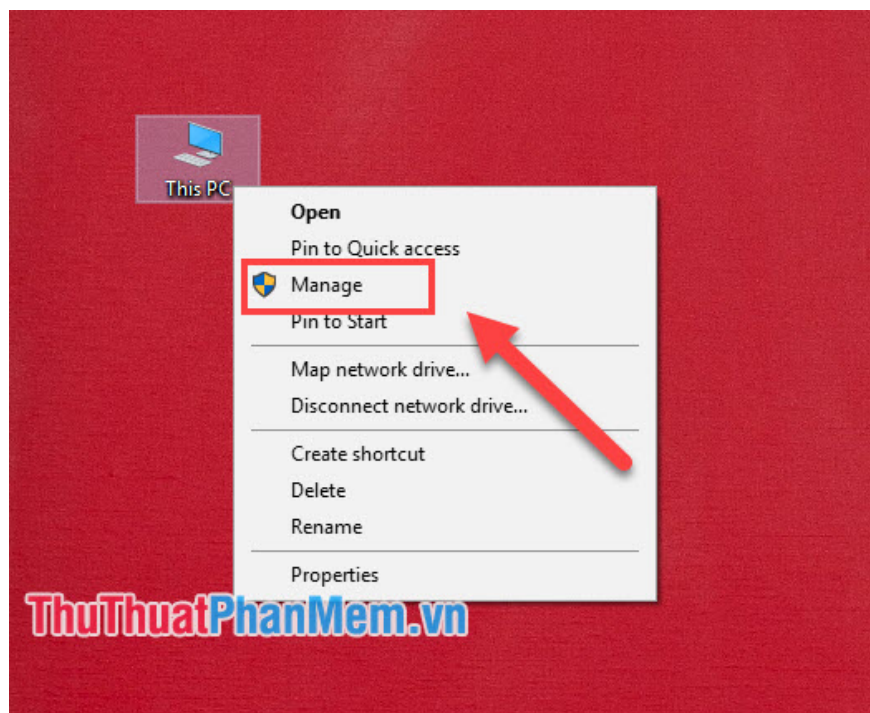 This PC
Open
Pin to Quick access
Manage
Pin to Start
Map network drive...
Disconnect network drive...
Create shortcut
Delete
Rename
Properties
ThuThuatPhanMem.vn